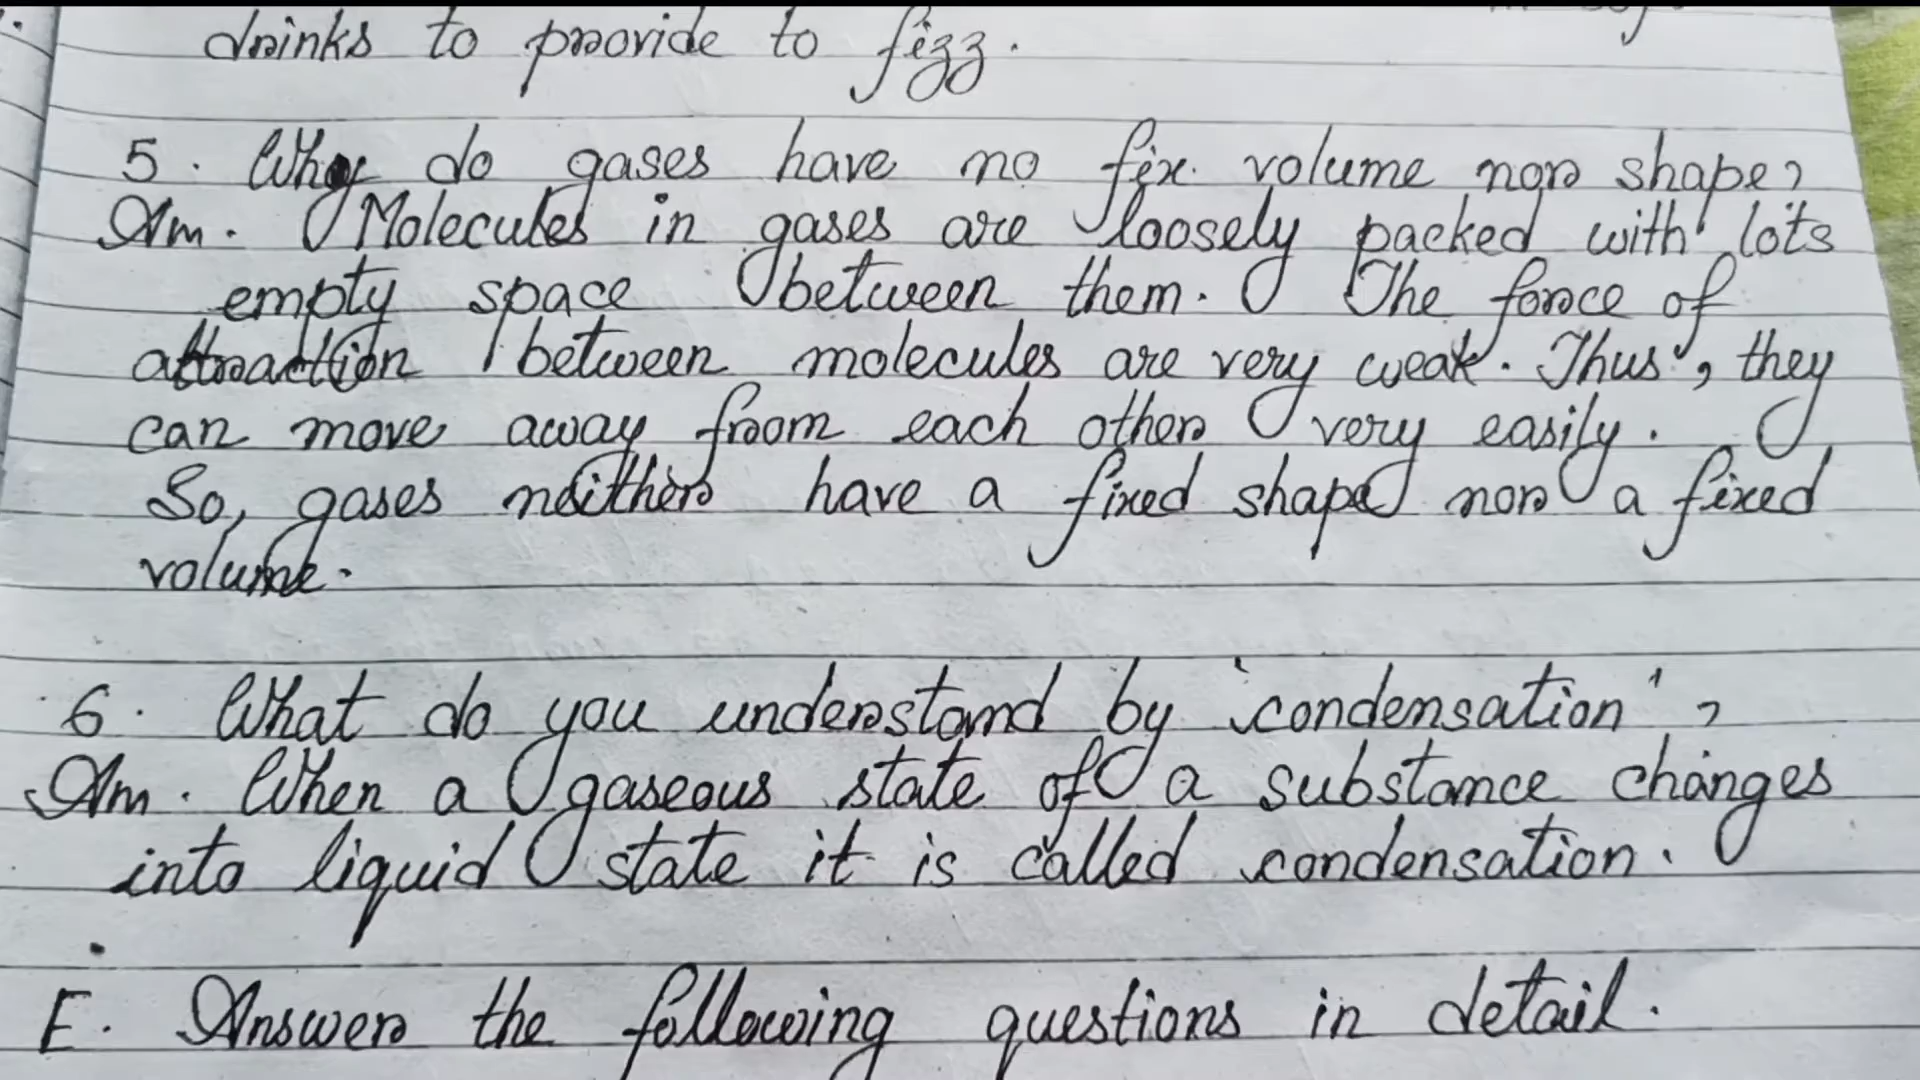 drinks to provide to fizz.
5. Why do gases have no fix volume nor shape?
Ans. Molecules in gases are loosely packed with lots
empty space between them. The force of
attraction between molecules are very weak. Thus, they
can move away from each other very easily.
So, gases neither have a fixed shape nor a fixed
volume.
6. What do you understand by 'condensation'?
Ans. When a gaseous state of a substance changes
into liquid state it is called condensation.
E. Answer the following questions in detail.